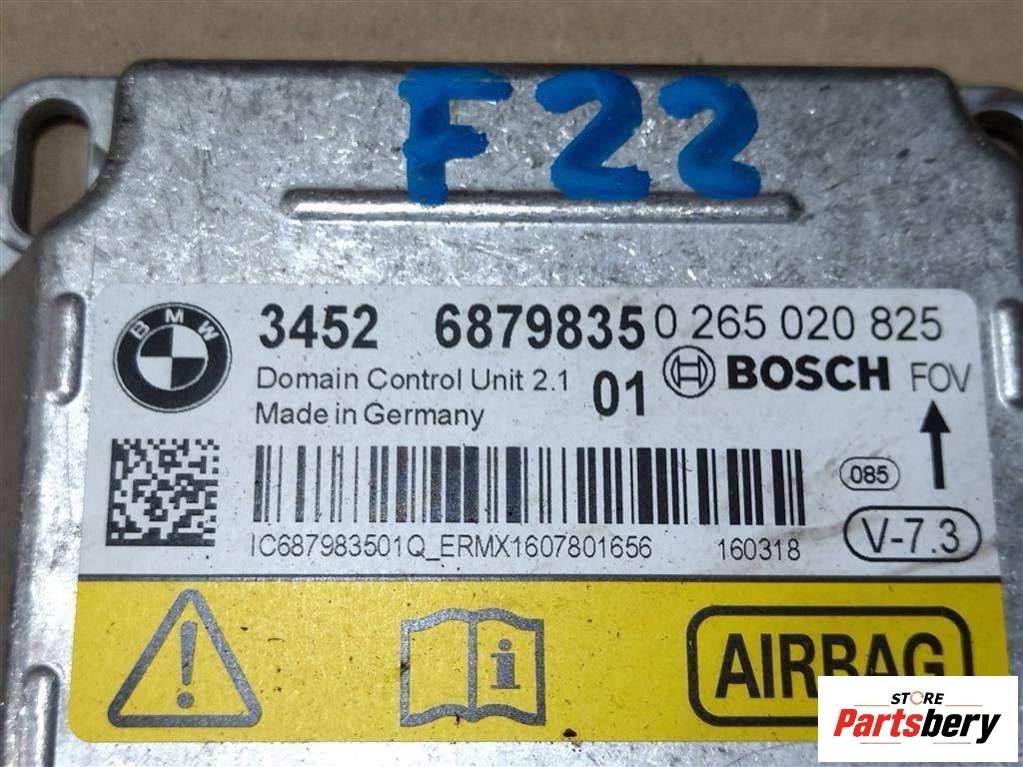 F22
BMW
3452 6879835 0 265 020 825
Domain Control Unit 2.1 01 BOSCH FOV
Made in Germany
085
IC687983501Q_ERMX1607801656 160318 V-7.3
i
AIRBAG
STORE
Partsbery